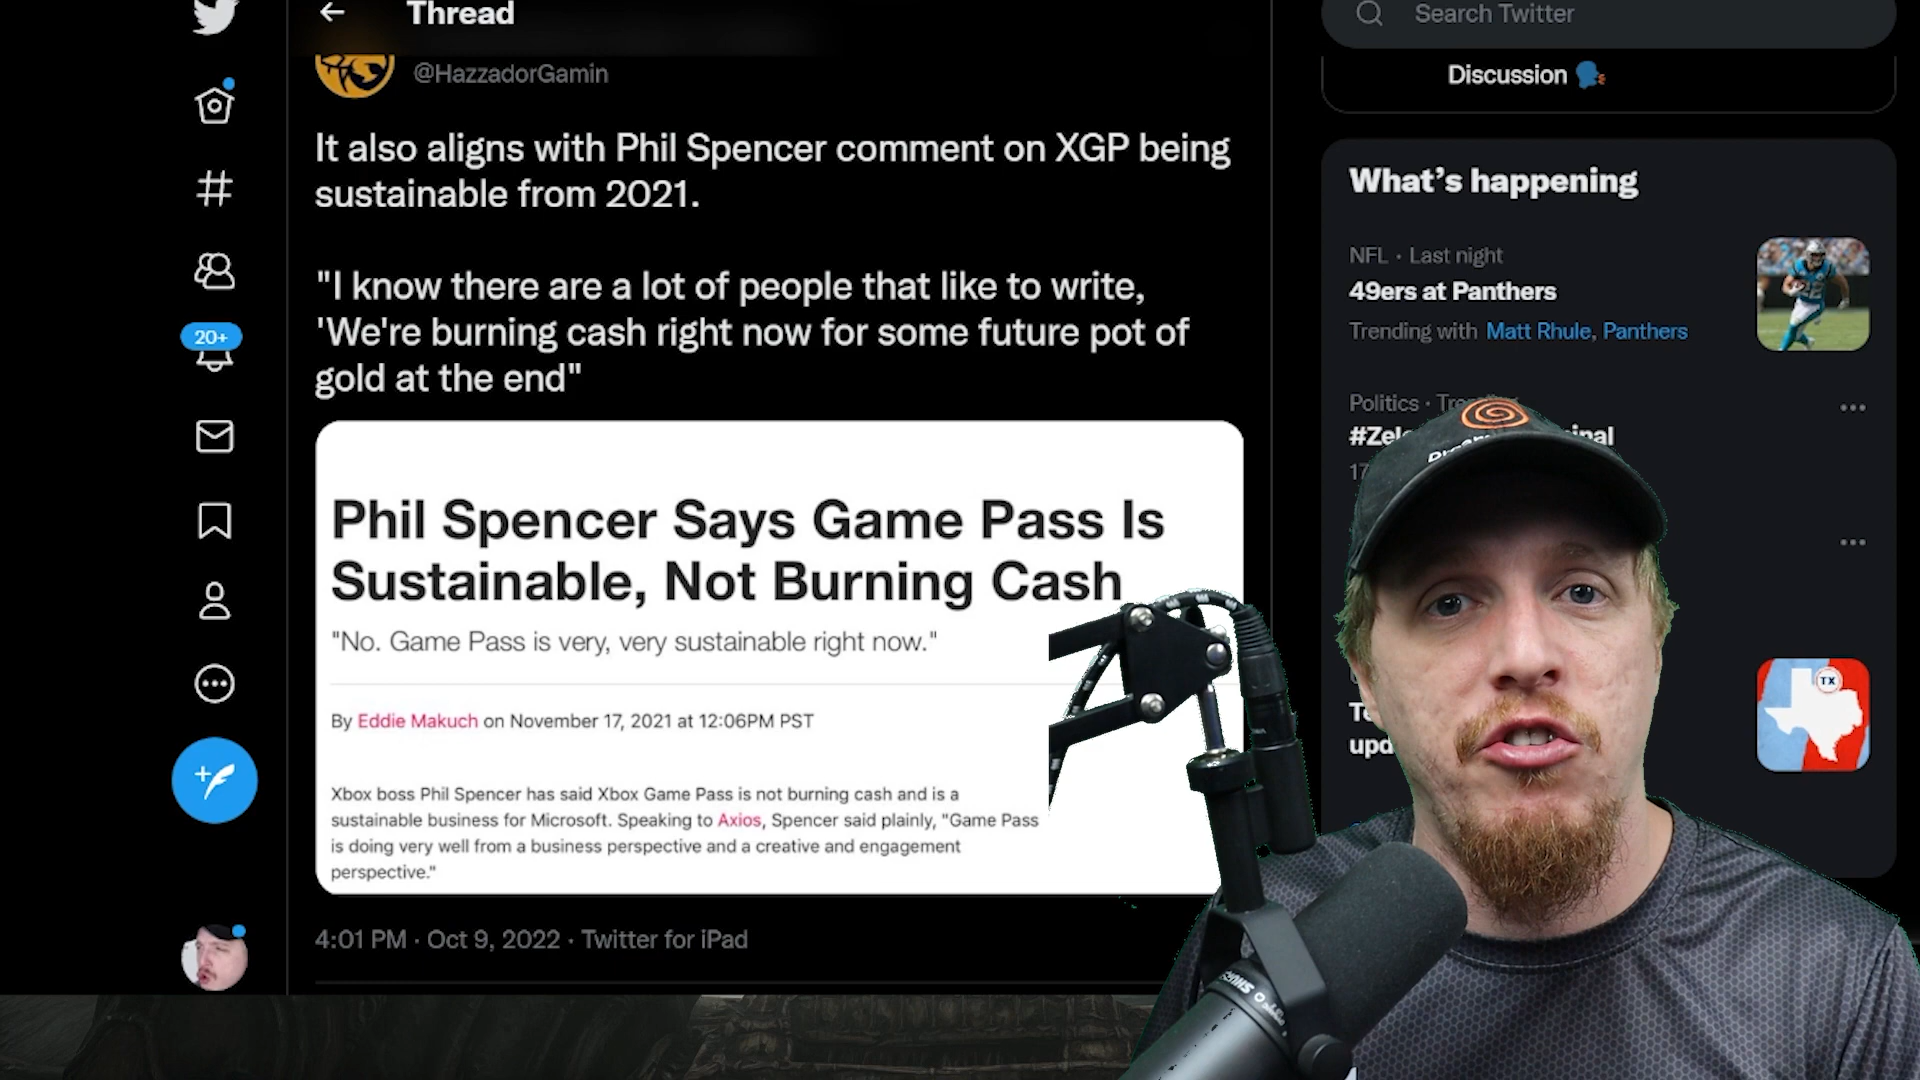 Thread
Search Twitter
@HazzadorGamin
Discussion
It also aligns with Phil Spencer comment on XGP being
sustainable from 2021.
"I know there are a lot of people that like to write,
'We're burning cash right now for some future pot of
gold at the end"
Phil Spencer Says Game Pass Is
Sustainable, Not Burning Cash
"No. Game Pass is very, very sustainable right now."
By Eddie Makuch on November 17, 2021 at 12:06PM PST
Xbox boss Phil Spencer has said Xbox Game Pass is not burning cash and is a
sustainable business for Microsoft. Speaking to Axios, Spencer said plainly, "Game Pass
is doing very well from a business perspective and a creative and engagement
perspective."
4:01 PM · Oct 9, 2022 · Twitter for iPad
20+
What's happening
NFL · Last night
49ers at Panthers
Trending with Matt Rhule, Panthers
Politics ·
17
TX